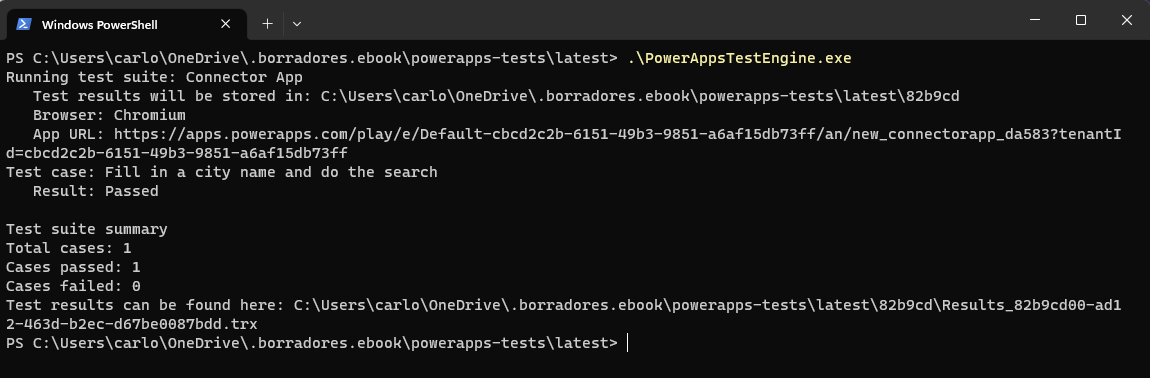 Windows PowerShell
PS C:\Users\carlo\OneDrive\.borradores.ebook\powerapps-tests\latest> .\PowerAppsTestEngine.exe
Running test suite: Connector App
   Test results will be stored in: C:\Users\carlo\OneDrive\.borradores.ebook\powerapps-tests\latest\82b9cd
   Browser: Chromium
   App URL: https://apps.powerapps.com/play/e/Default-cbcd2c2b-6151-49b3-9851-a6af15db73ff/an/new_connectorapp_da583?tenantI
d=cbcd2c2b-6151-49b3-9851-a6af15db73ff
Test case: Fill in a city name and do the search
   Result: Passed

Test suite summary
Total cases: 1
Cases passed: 1
Cases failed: 0
Test results can be found here: C:\Users\carlo\OneDrive\.borradores.ebook\powerapps-tests\latest\82b9cd\Results_82b9cd00-ad1
2-463d-b2ec-d67be0087bdd.trx
PS C:\Users\carlo\OneDrive\.borradores.ebook\powerapps-tests\latest>